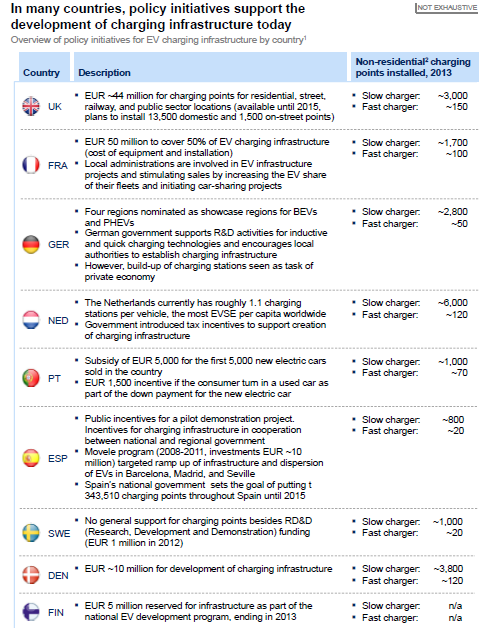 In many countries, policy initiatives support the
development of charging infrastructure today
NOT EXHAUSTIVE
Overview of policy initiatives for EV charging infrastructure by country1
Country
Description
Non-residential2 charging
points installed, 2013
UK
• EUR ~44 million for charging points for residential, street,
railway, and public sector locations (available until 2015,
plans to install 13,500 domestic and 1,500 on-street points)
• Slow charger: ~3,000
• Fast charger: ~150
FRA
• EUR 50 million to cover 50% of EV charging infrastructure
(cost of equipment and installation)
• Local administrations are involved in EV infrastructure
projects and stimulating sales by increasing the EV share
of their fleets and initiating car-sharing projects
• Slow charger: ~1,700
• Fast charger: ~100
GER
• Four regions nominated as showcase regions for BEVs
and PHEVs
• German government supports R&D activities for inductive
and quick charging technologies and encourages local
authorities to establish charging infrastructure
• However, build-up of charging stations seen as task of
private economy
• Slow charger: ~2,800
• Fast charger: ~50
NED
• The Netherlands currently has roughly 1.1 charging
stations per vehicle, the most EVSE per capita worldwide
• Government introduced tax incentives to support creation
of charging infrastructure
• Slow charger: ~6,000
• Fast charger: ~120
PT
• Subsidy of EUR 5,000 for the first 5,000 new electric cars
sold in the country
• EUR 1,500 incentive if the consumer turn in a used car as
part of the down payment for the new electric car
• Slow charger: ~1,000
• Fast charger: ~70
ESP
• Public incentives for a pilot demonstration project.
Incentives for charging infrastructure in cooperation
between national and regional government
• Movele program (2008-2011, investments EUR ~10
million) targeted ramp up of infrastructure and dispersion
of EVs in Barcelona, Madrid, and Seville
• Spain's national government sets the goal of putting t
343,510 charging points throughout Spain until 2015
• Slow charger: ~800
• Fast charger: ~20
SWE
• No general support for charging points besides RD&D
(Research, Development and Demonstration) funding
(EUR 1 million in 2012)
• Slow charger: ~1,000
• Fast charger: ~20
DEN
• EUR ~10 million for development of charging infrastructure
• Slow charger: ~3,800
• Fast charger: ~120
FIN
• EUR 5 million reserved for infrastructure as part of the
national EV development program, ending in 2013
• Slow charger: n/a
• Fast charger: n/a